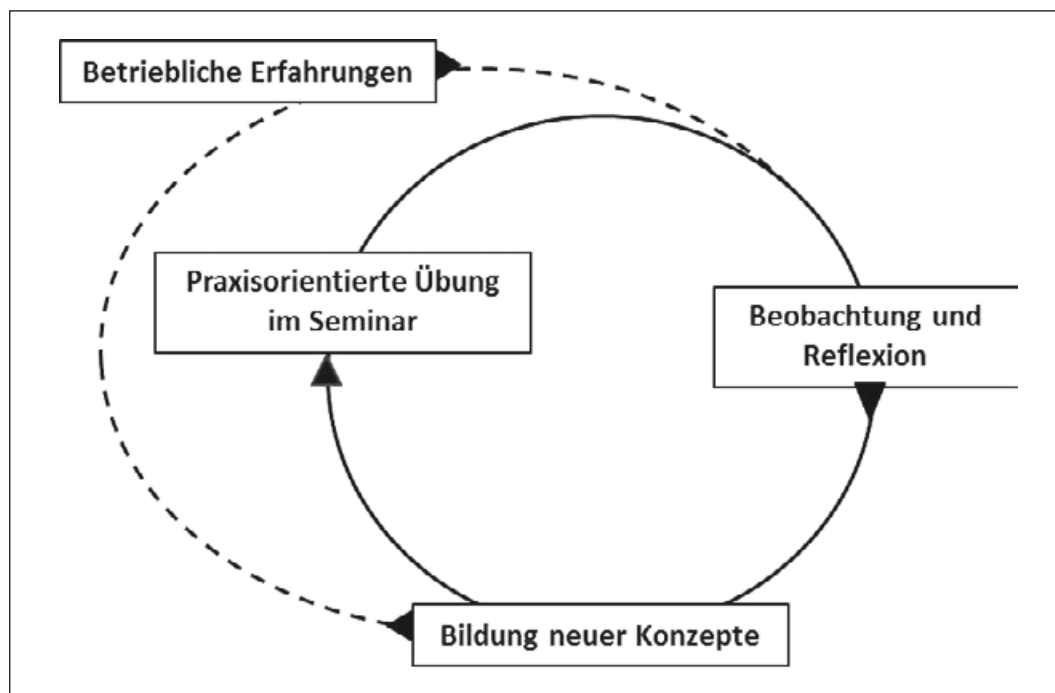 Betriebliche Erfahrungen
Praxisorientierte Übung
im Seminar
Beobachtung und
Reflexion
Bildung neuer Konzepte